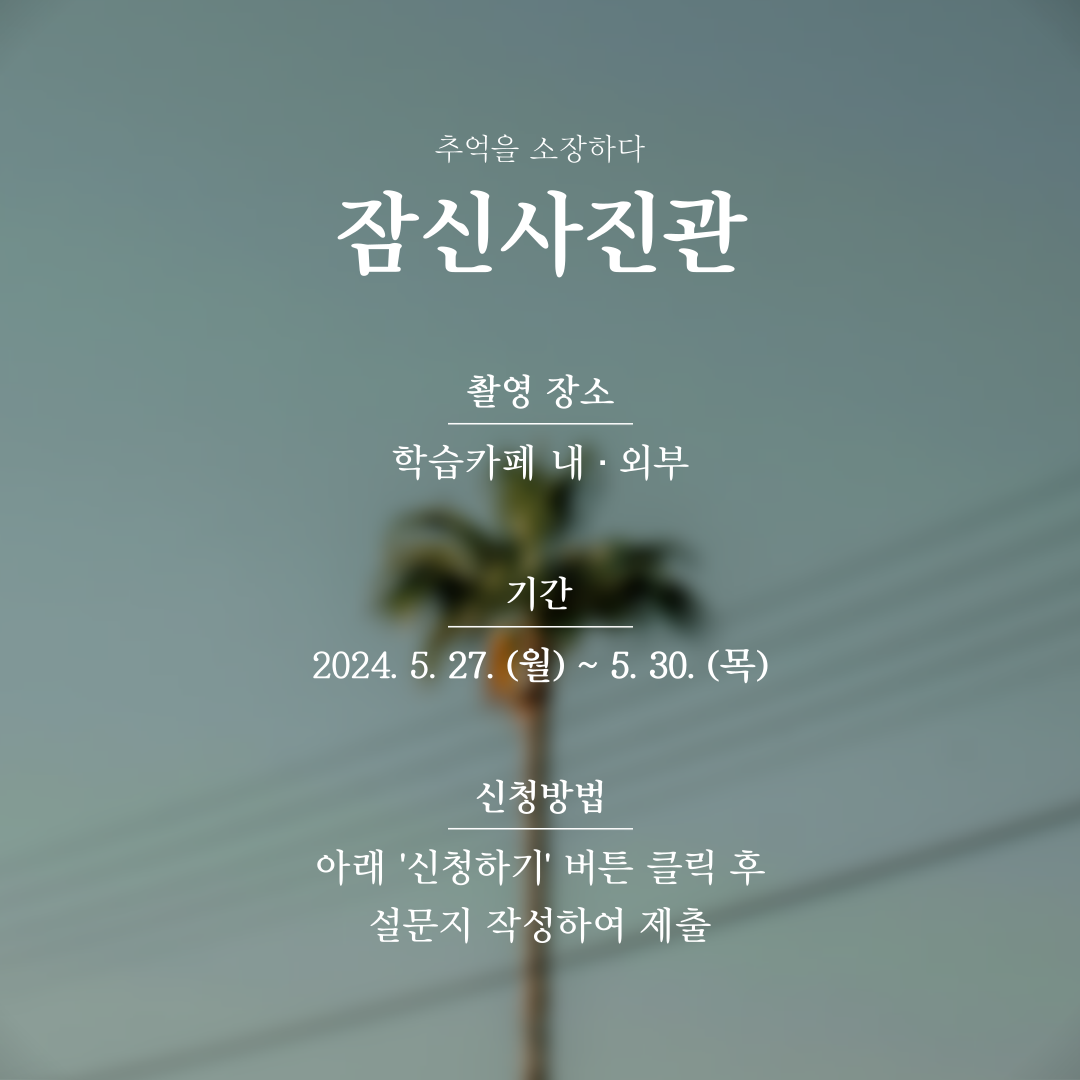 추억을 소장하다
잠신사진관
촬영 장소
학습카페 내 · 외부
기간
2024. 5. 27. (월) ~ 5. 30. (목)
신청방법
아래 '신청하기' 버튼 클릭 후
설문지 작성하여 제출